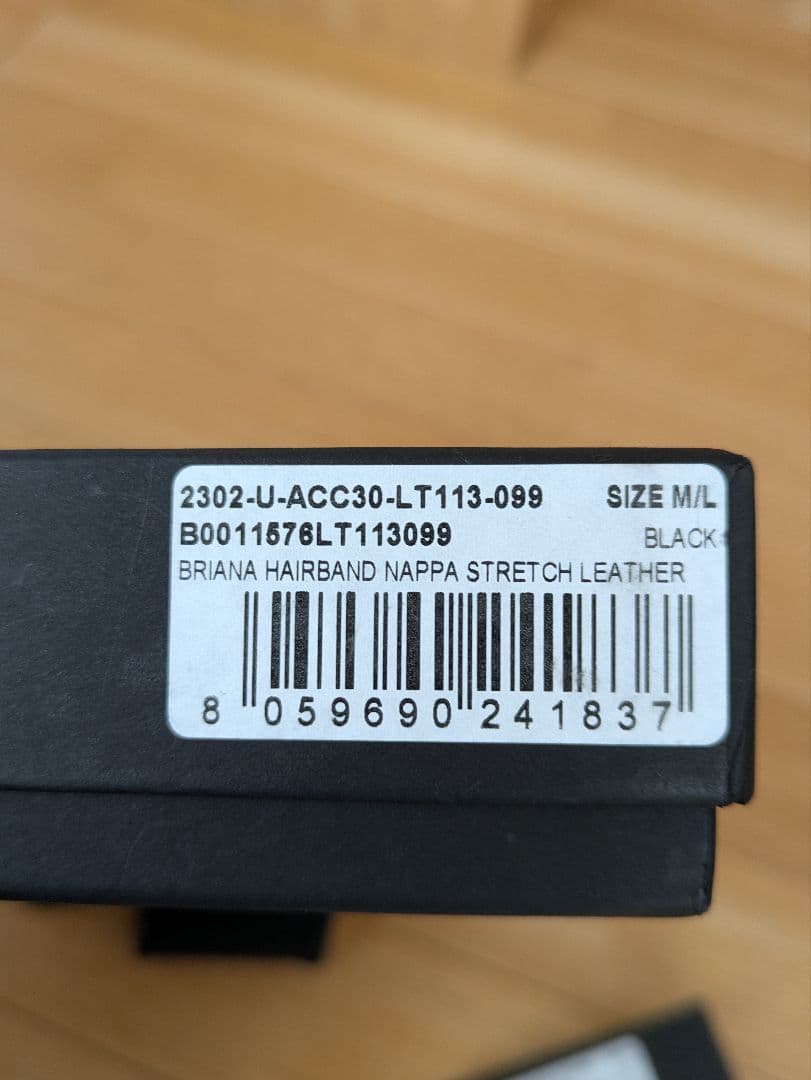 2302-U-ACC30-LT113-099 SIZE M/L
B0011576LT113099 BLACK
BRIANA HAIRBAND NAPPA STRETCH LEATHER
8 059690 241837